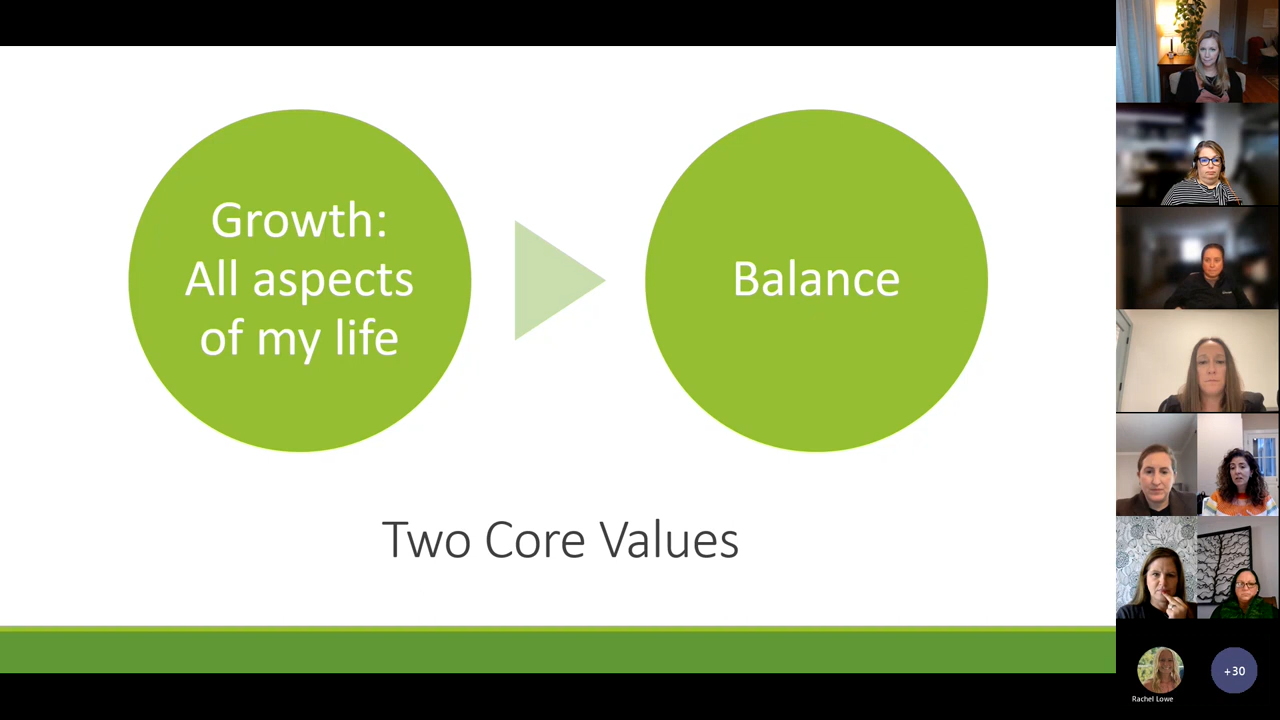 Growth:
All aspects
of my life
Balance
Two Core Values
Rachel Lowe
+30